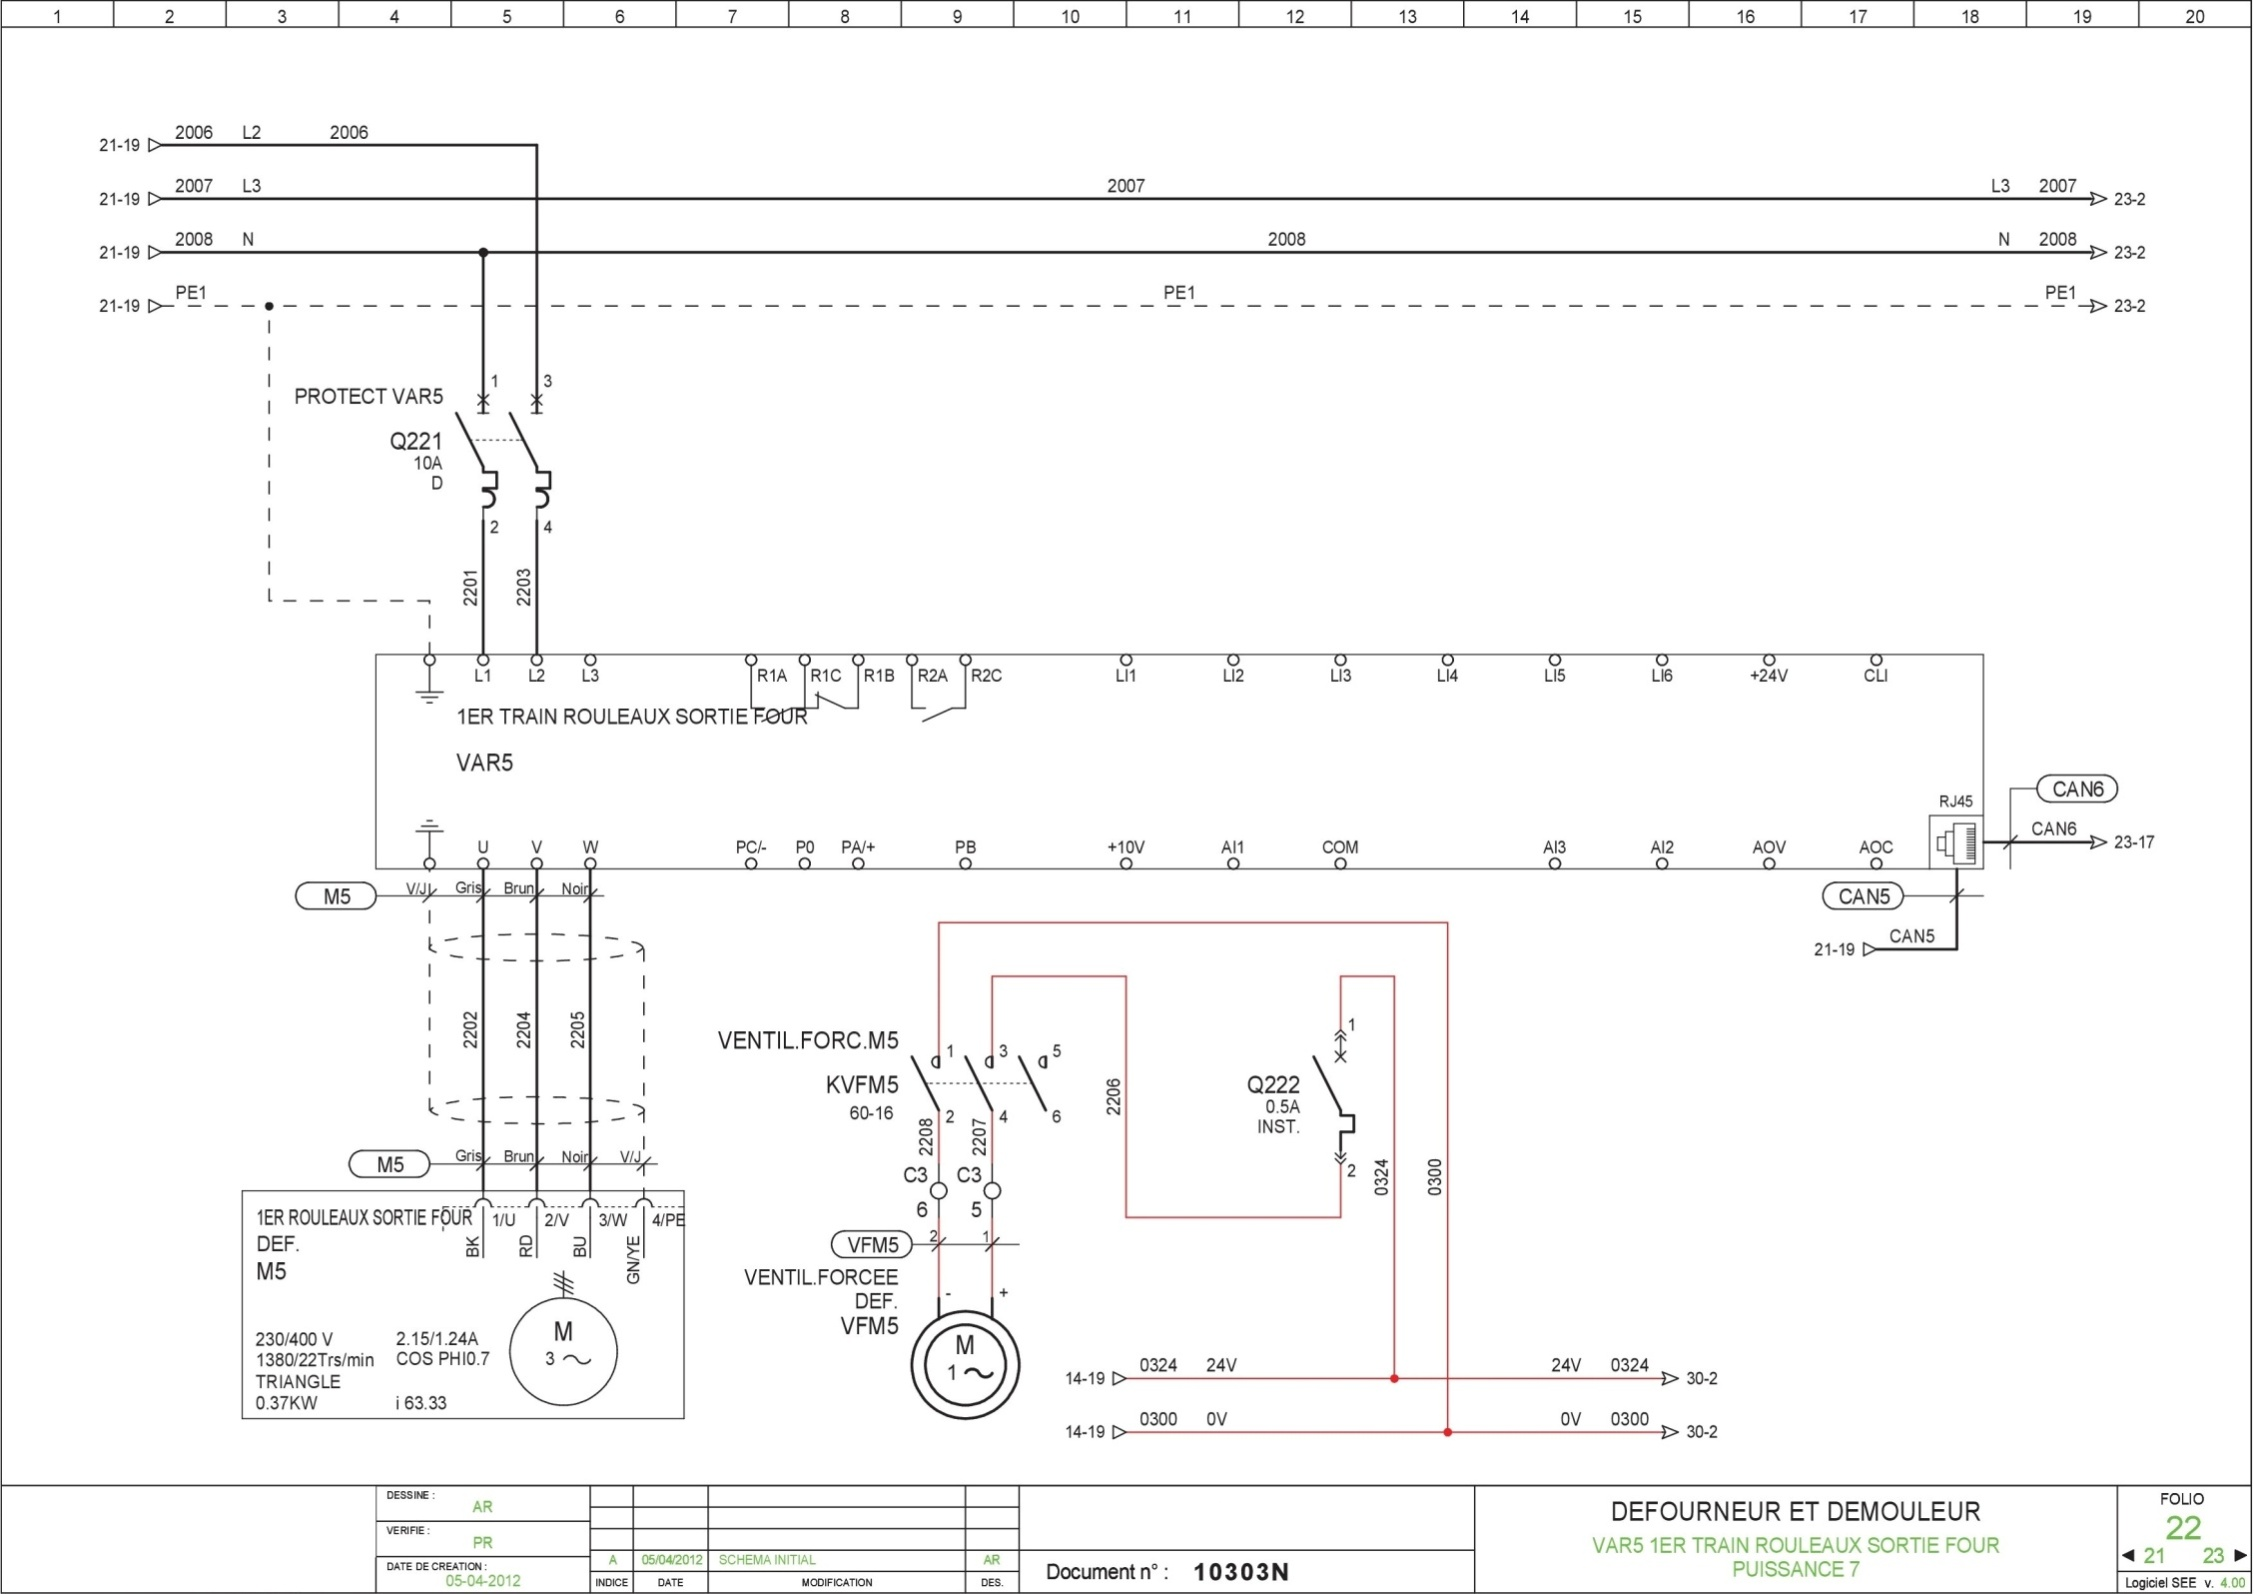 1 2 3 4 5 6 7 8 9 10 11 12 13 14 15 16 17 18 19 20
21-19 2006 L2 2006
21-19 2007 L3 2007 L3 2007 23-2
21-19 2008 N 2008 N 2008 23-2
21-19 PE1 PE1 PE1 23-2
1 3
PROTECT VAR5
Q221
10A
D
2 4
2201 2203
L1 L2 L3 R1A R1C R1B R2A R2C LI1 LI2 LI3 LI4 LI5 LI6 +24V CLI
1ER TRAIN ROULEAUX SORTIE FOUR
VAR5
RJ45
CAN6
CAN6 23-17
U V W PC/- P0 PA/+ PB +10V AI1 COM AI3 AI2 AOV AOC
M5 V/J Gris Brun Noir
CAN5
21-19 CAN5
2202 2204 2205
VENTIL.FORC.M5
KVFM5
60-16
1 3 5
2 4 6
2208 2207
2206
Q222
0.5A
INST.
1
2
0324 0300
C3 C3
6 5
M5 Gris Brun Noir V/J
VFM5 2 1
1ER ROULEAUX SORTIE FOUR
DEF.
M5
1/U 2/V 3/W 4/PE
BK RD BU GN/YE
M
3
230/400 V 2.15/1.24A
1380/22Trs/min COS PHI0.7
TRIANGLE
0.37KW i 63.33
VENTIL.FORCEE
DEF.
VFM5
- +
M
1
14-19 0324 24V 24V 0324 30-2
14-19 0300 0V 0V 0300 30-2
DESSINE :
AR
VERIFIE :
PR
DATE DE CREATION :
05-04-2012
A 05/04/2012 SCHEMA INITIAL AR
INDICE DATE MODIFICATION DES.
Document n° : 10303N
DEFOURNEUR ET DEMOULEUR
VAR5 1ER TRAIN ROULEAUX SORTIE FOUR
PUISSANCE 7
FOLIO
22
21 23
Logiciel SEE v. 4.00